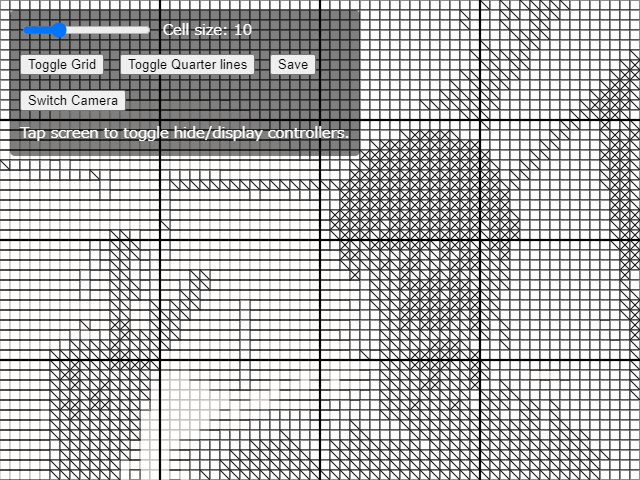 Cell size: 10
Toggle Grid Toggle Quarter lines Save
Switch Camera
Tap screen to toggle hide/display controllers.